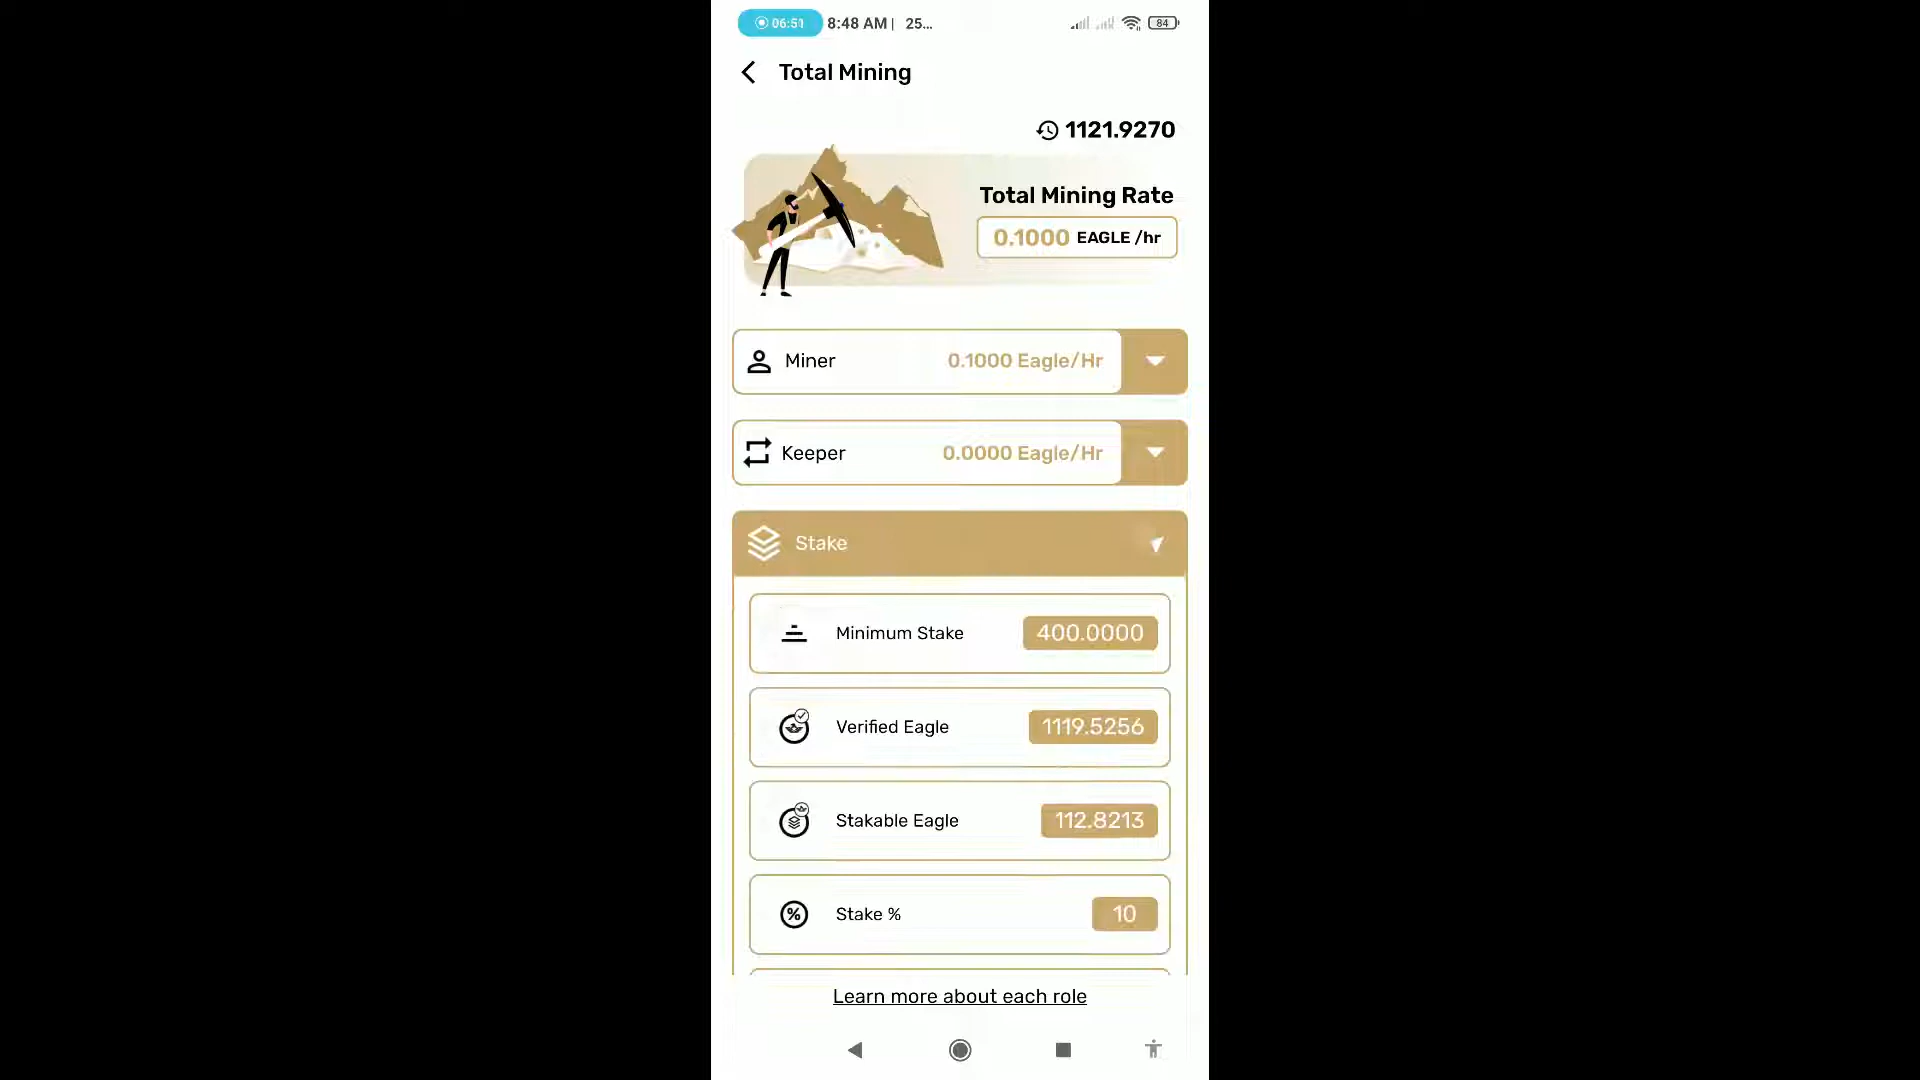 06:51 8:48 AM | 25... 84
Total Mining
1121.9270
Total Mining Rate
0.1000 EAGLE /hr
Miner 0.1000 Eagle/Hr
Keeper 0.0000 Eagle/Hr
Stake
Minimum Stake 400.0000
Verified Eagle 1119.5256
Stakable Eagle 112.8213
% Stake % 10
Learn more about each role